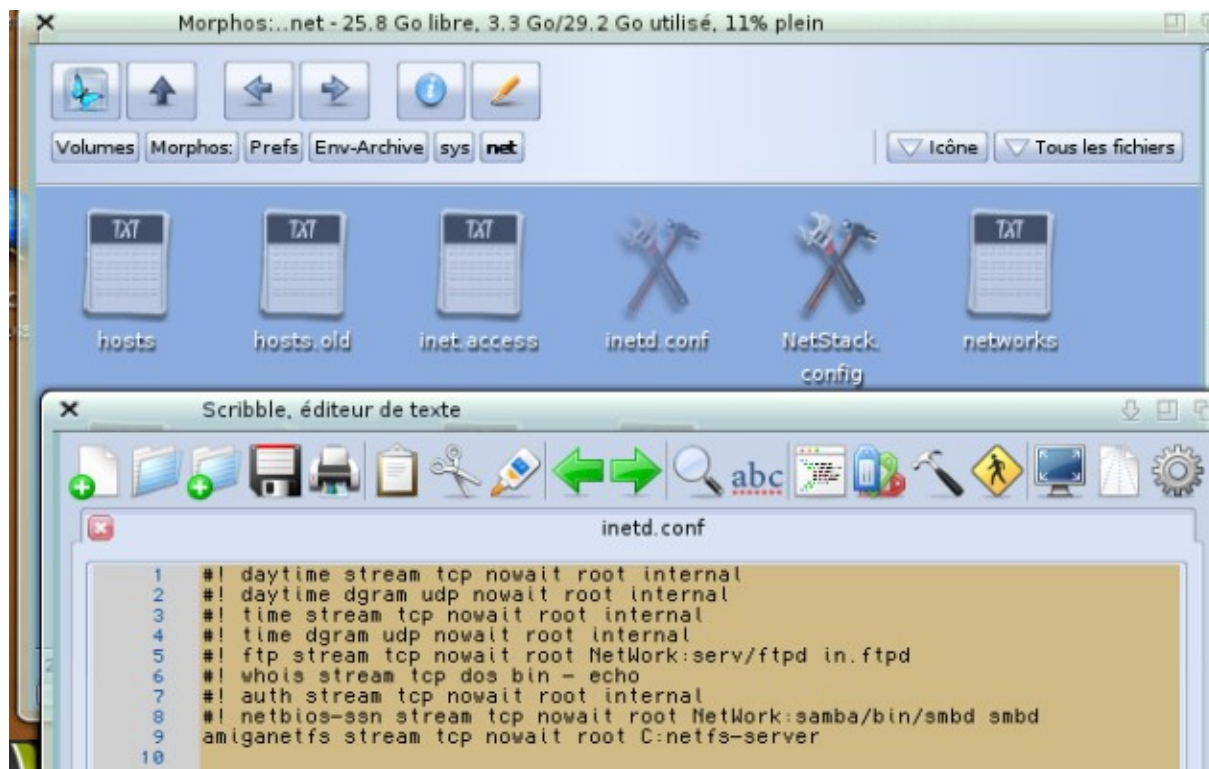 Morphos:...net - 25.8 Go libre, 3.3 Go/29.2 Go utilisé, 11% plein
Volumes Morphos: Prefs Env-Archive sys net Icône Tous les fichiers
TXT TXT TXT TXT
hosts hosts.old inet.access inetd.conf NetStack. networks
config
Scribble, éditeur de texte
abc
inetd.conf
1 #! daytime stream tcp nowait root internal
2 #! daytime dgram udp nowait root internal
3 #! time stream tcp nowait root internal
4 #! time dgram udp nowait root internal
5 #! ftp stream tcp nowait root NetWork:serv/ftpd in.ftpd
6 #! whois stream tcp dos bin - echo
7 #! auth stream tcp nowait root internal
8 #! netbios-ssn stream tcp nowait root NetWork:samba/bin/smbd smbd
9 amiganetfs stream tcp nowait root C:netfs-server
10